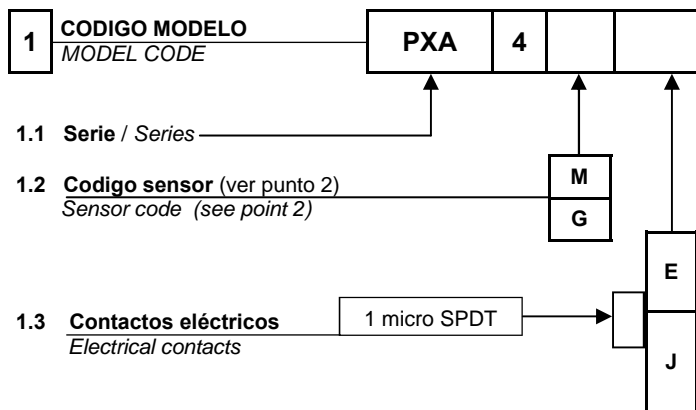 1 CODIGO MODELO PXA 4
MODEL CODE
1.1 Serie / Series
1.2 Codigo sensor (ver punto 2) M
Sensor code (see point 2) G
E
1.3 Contactos eléctricos 1 micro SPDT
Electrical contacts
J